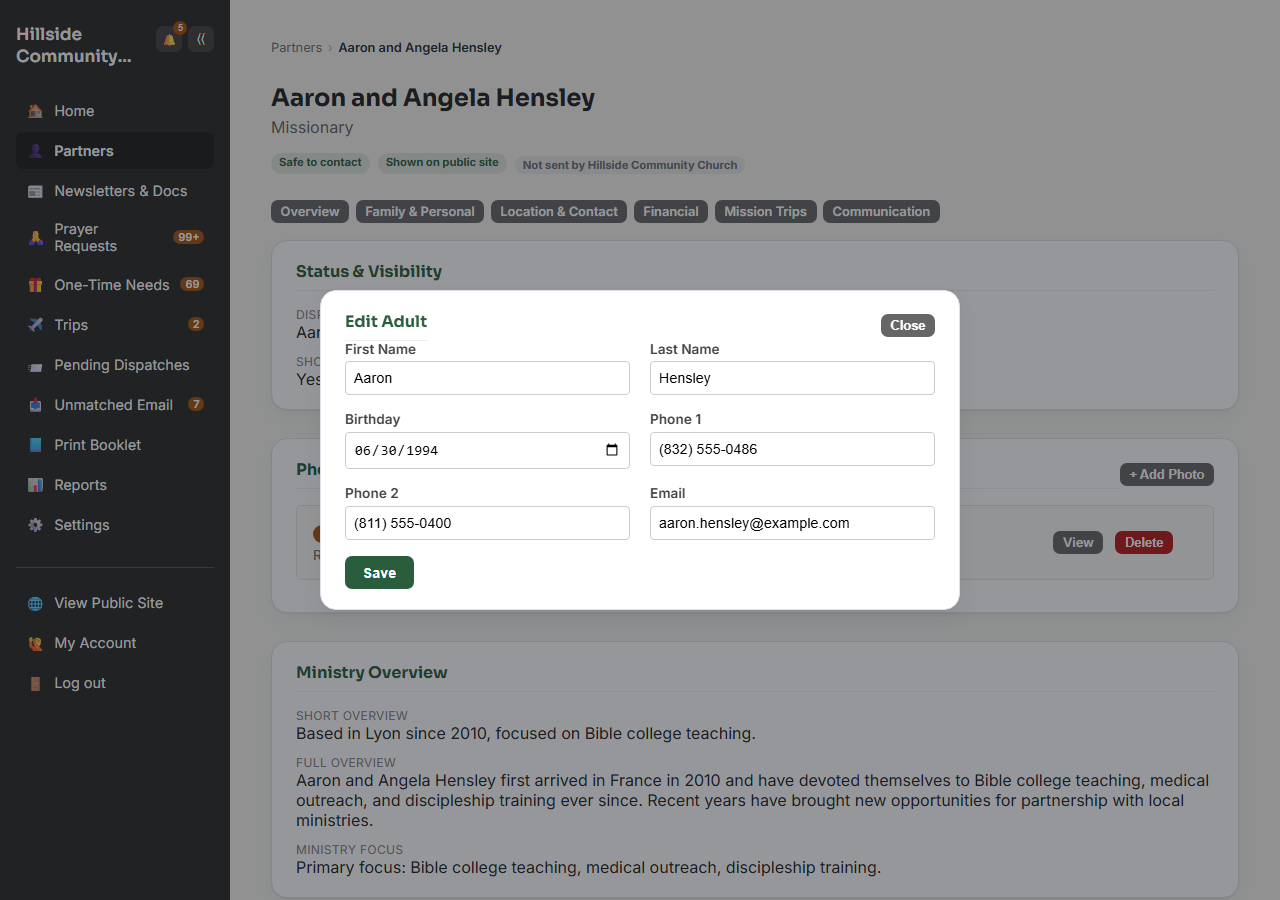 Hillside
Community...
5
⟨⟨
Home
Partners
Newsletters & Docs
Prayer
Requests
99+
One-Time Needs
69
Trips
2
Pending Dispatches
Unmatched Email
7
Print Booklet
Reports
Settings
View Public Site
My Account
Log out
Partners › Aaron and Angela Hensley
Aaron and Angela Hensley
Missionary
Safe to contact
Shown on public site
Not sent by Hillside Community Church
Overview
Family & Personal
Location & Contact
Financial
Mission Trips
Communication
Status & Visibility
Yes
+ Add Photo
View
Delete
Edit Adult
Close
First Name
Last Name
Aaron
Hensley
Birthday
Phone 1
06/30/1994
(832) 555-0486
Phone 2
Email
(811) 555-0400
aaron.hensley@example.com
Save
Ministry Overview
SHORT OVERVIEW
Based in Lyon since 2010, focused on Bible college teaching.
FULL OVERVIEW
Aaron and Angela Hensley first arrived in France in 2010 and have devoted themselves to Bible college teaching, medical
outreach, and discipleship training ever since. Recent years have brought new opportunities for partnership with local
ministries.
MINISTRY FOCUS
Primary focus: Bible college teaching, medical outreach, discipleship training.